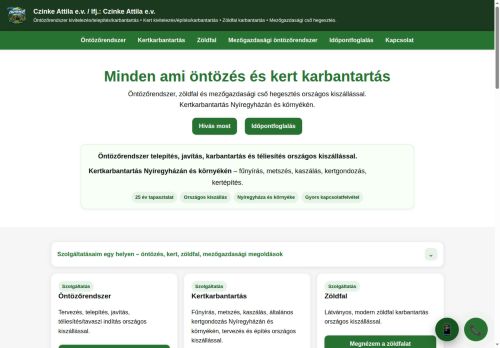 Czinke Attila e.v. / Ifj.: Czinke Attila e.v.
Öntözőrendszer kivitelezés/telepítés/karbantartás • Kert kivitelezés/építés/karbantartás • Zöldfal karbantartás • Mezőgazdasági cső hegesztés.
Öntözőrendszer Kertkarbantartás Zöldfal Mezőgazdasági öntözőrendszer Időpontfoglalás Kapcsolat
Minden ami öntözés és kert karbantartás
Öntözőrendszer, zöldfal és mezőgazdasági cső hegesztés országos kiszállással.
Kertkarbantartás Nyíregyházán és környékén.
Hívás most Időpontfoglalás
Öntözőrendszer telepítés, javítás, karbantartás és téliesítés országos kiszállással.
Kertkarbantartás Nyíregyházán és környékén – fűnyírás, metszés, kaszálás, kertgondozás,
kertépítés.
25 év tapasztalat Országos kiszállás Nyíregyháza és környéke Gyors kapcsolatfelvétel
Szolgáltatásaim egy helyen – öntözés, kert, zöldfal, mezőgazdasági megoldások
Szolgáltatás
Öntözőrendszer
Tervezés, telepítés, javítás,
téliesítés/tavaszi indítás országos
kiszállással.
Szolgáltatás
Kertkarbantartás
Fűnyírás, metszés, kaszálás, általános
kertgondozás Nyíregyházán és
környékén, tervezés és építés országos
kiszállással.
Szolgáltatás
Zöldfal
Látványos, modern zöldfal karbantartás
országos kiszállással.
Megnézem a zöldfalat